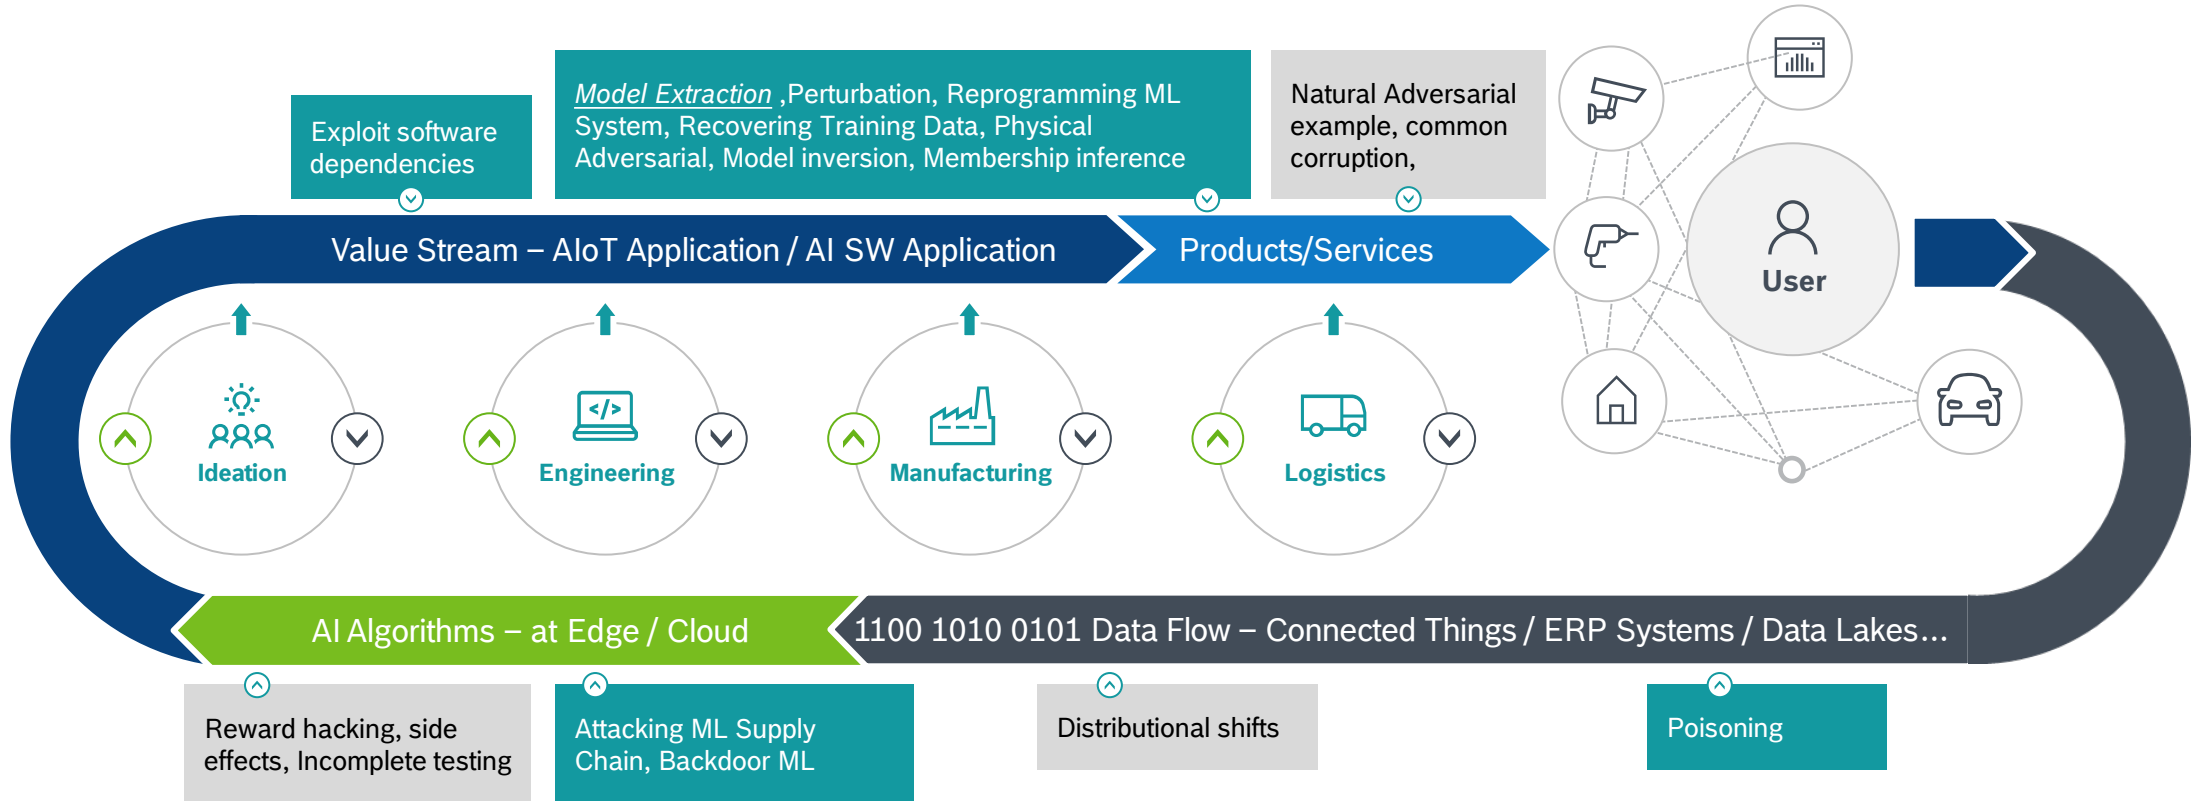 Exploit software
dependencies
Model Extraction ,Perturbation, Reprogramming ML
System, Recovering Training Data, Physical
Adversarial, Model inversion, Membership inference
Natural Adversarial
example, common
corruption,
Value Stream – AIoT Application / AI SW Application
Products/Services
User
</>
Ideation
Engineering
Manufacturing
Logistics
AI Algorithms – at Edge / Cloud
1100 1010 0101 Data Flow – Connected Things / ERP Systems / Data Lakes...
Reward hacking, side
effects, Incomplete testing
Attacking ML Supply
Chain, Backdoor ML
Distributional shifts
Poisoning